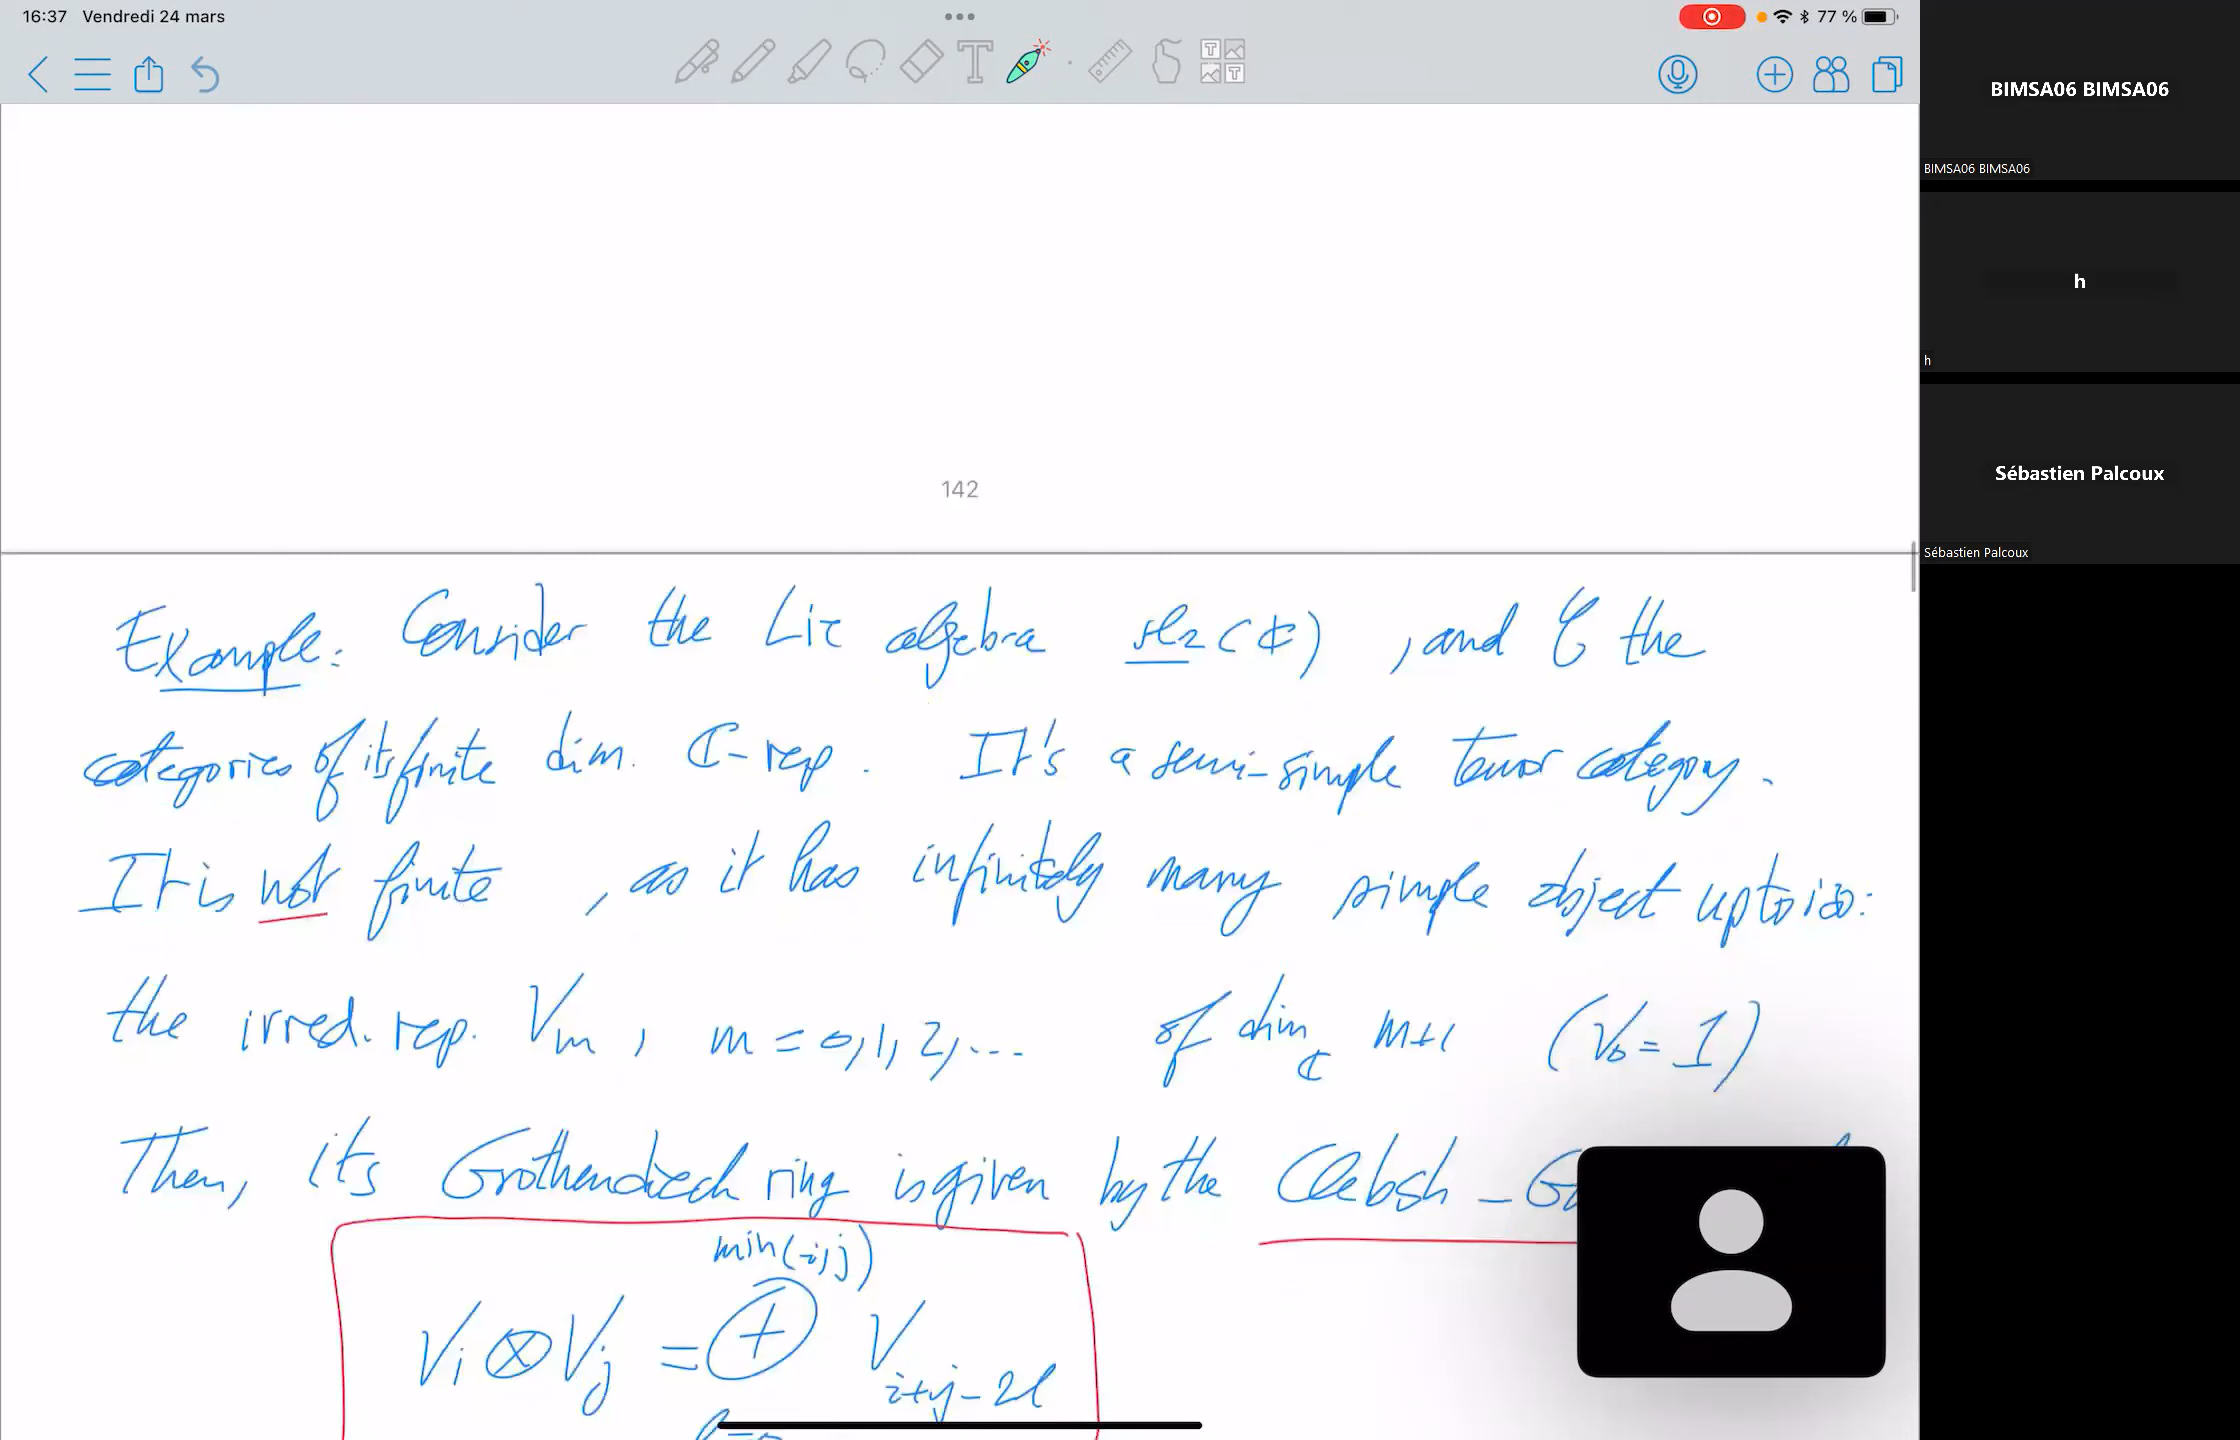 16:37 Vendredi 24 mars
77 %
BIMSA06 BIMSA06
BIMSA06 BIMSA06
h
h
Sébastien Palcoux
Sébastien Palcoux
142
Example: Consider the Lie algebra sl₂(ℂ), and 𝒞 the
categories of its finite dim. ℂ-rep. It's a semi-simple tensor category.
It is not finite, as it has infinitely many simple object up to iso:
the irred. rep. Vm, m = 0, 1, 2, ... of dim_ℂ m+1 (V₀ = 1)
Then, its Grothendieck ring is given by the Clebsh -
min(i,j)
Vi ⊗ Vj = ⊕ V_{i+j-2l}
l=0